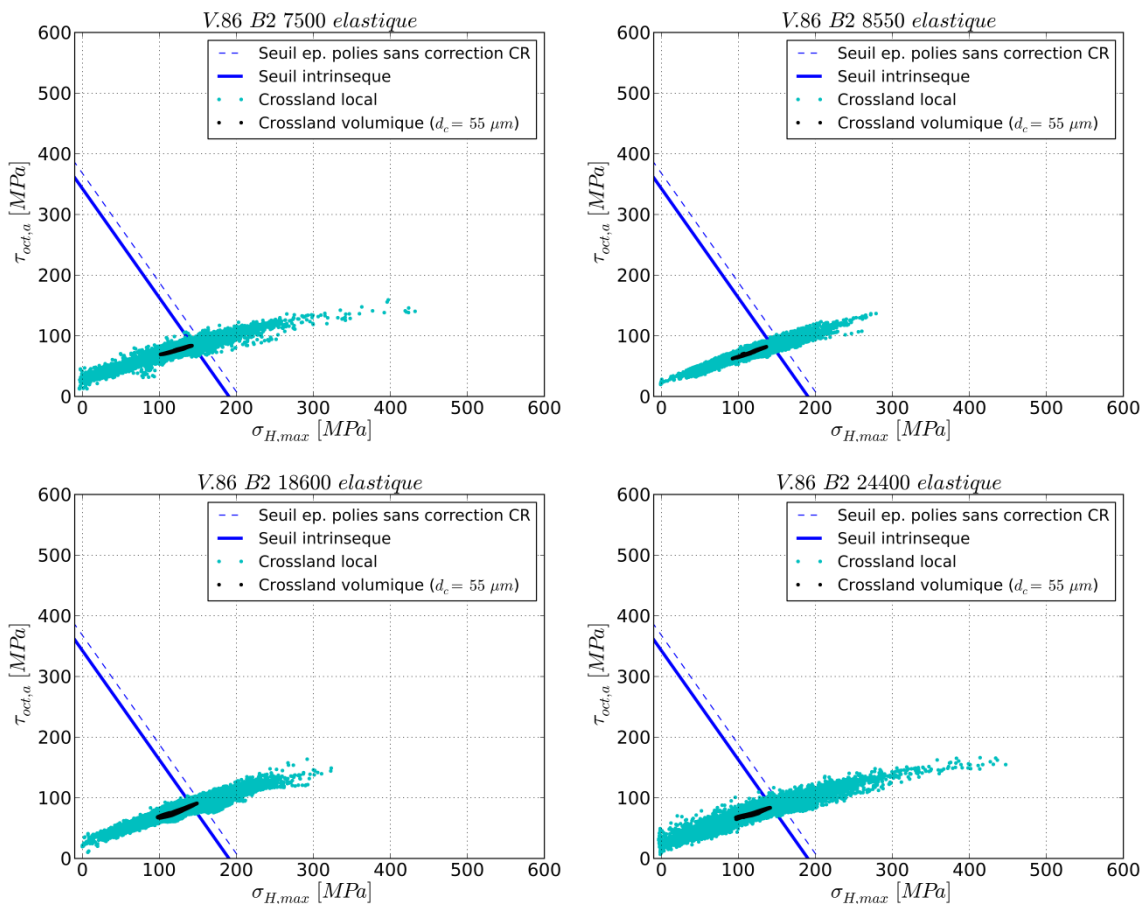 V.86 B2 7500 elastique
600
500
400
300
200
100
0
τoct,a [MPa]
Seuil ep. polies sans correction CR
Seuil intrinseque
Crossland local
Crossland volumique (dc = 55 μm)
0 100 200 300 400 500 600
σH,max [MPa]
V.86 B2 8550 elastique
600
500
400
300
200
100
0
τoct,a [MPa]
Seuil ep. polies sans correction CR
Seuil intrinseque
Crossland local
Crossland volumique (dc = 55 μm)
0 100 200 300 400 500 600
σH,max [MPa]
V.86 B2 18600 elastique
600
500
400
300
200
100
0
τoct,a [MPa]
Seuil ep. polies sans correction CR
Seuil intrinseque
Crossland local
Crossland volumique (dc = 55 μm)
0 100 200 300 400 500 600
σH,max [MPa]
V.86 B2 24400 elastique
600
500
400
300
200
100
0
τoct,a [MPa]
Seuil ep. polies sans correction CR
Seuil intrinseque
Crossland local
Crossland volumique (dc = 55 μm)
0 100 200 300 400 500 600
σH,max [MPa]